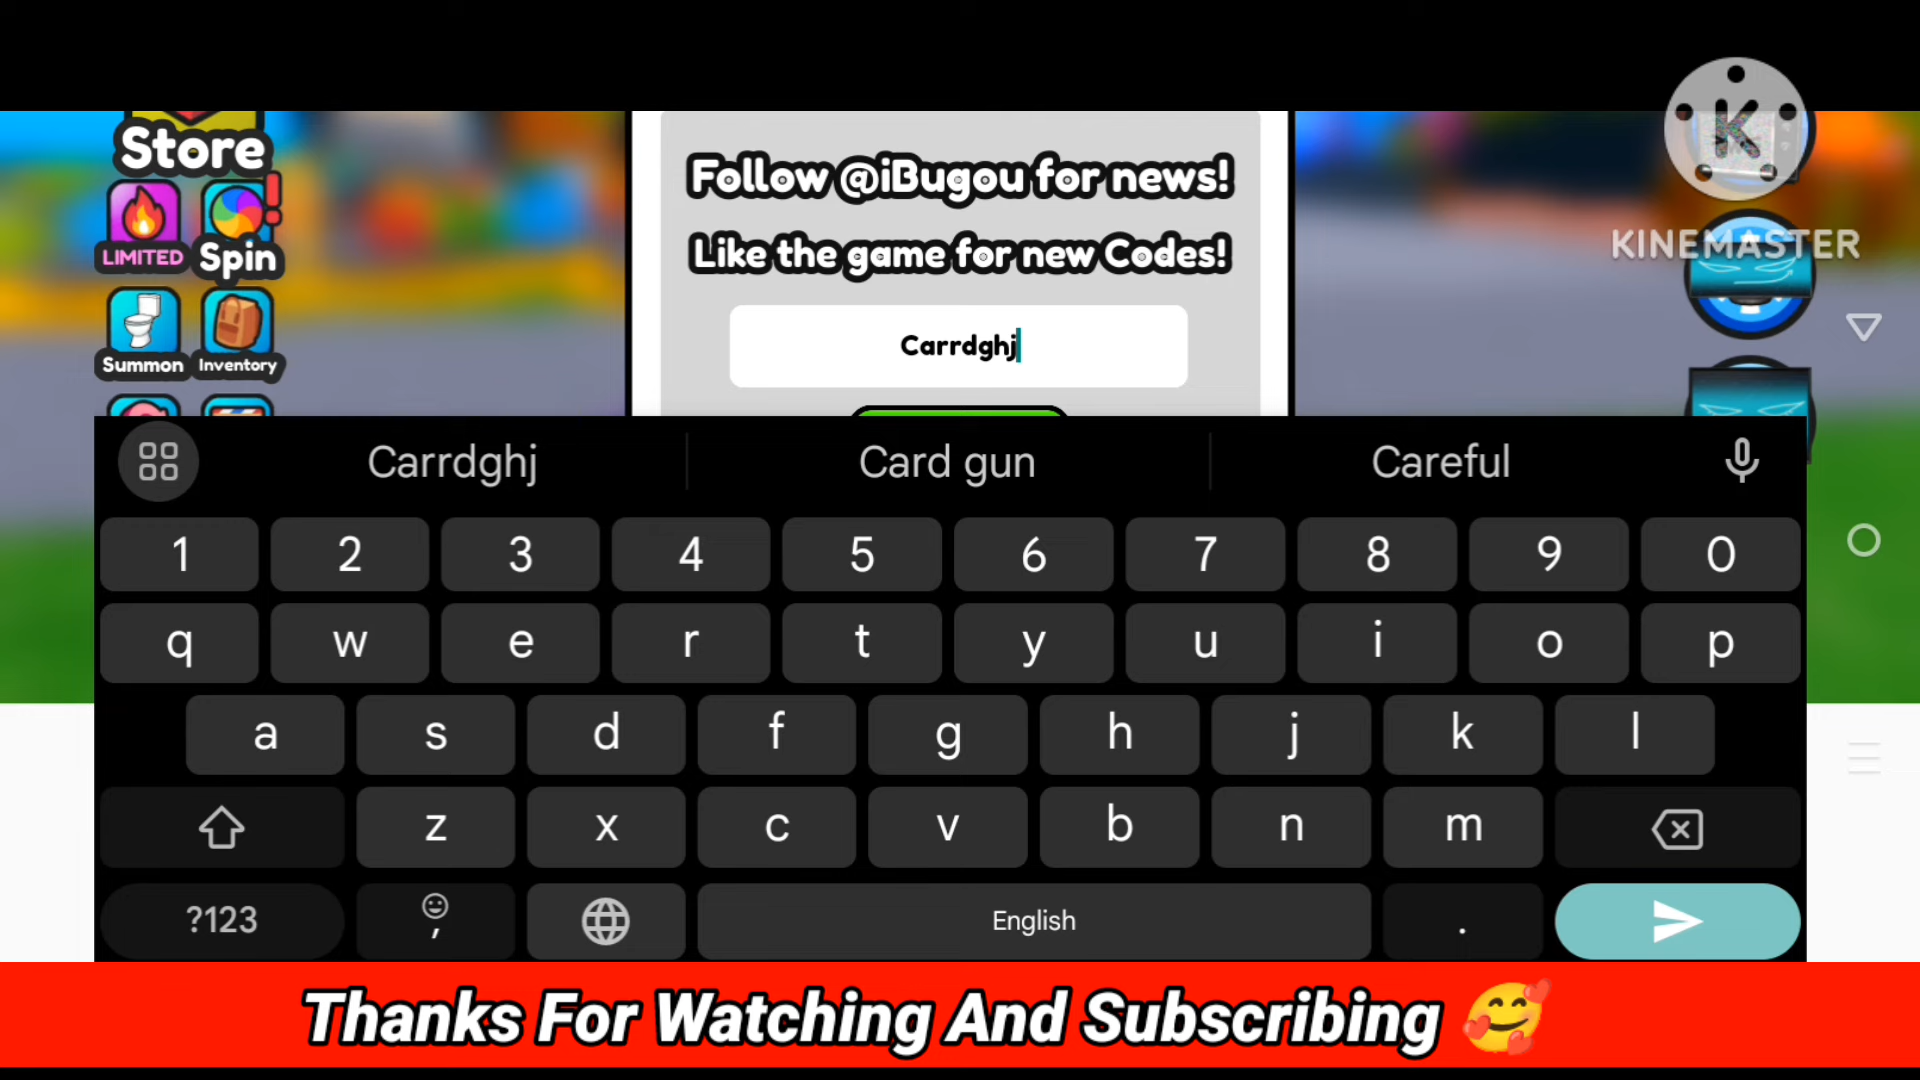 Store
LIMITED Spin
Summon Inventory
Follow @iBugou for news!
Like the game for new Codes!
Carrdghj
K
KINEMASTER
Carrdghj Card gun Careful
1 2 3 4 5 6 7 8 9 0
q w e r t y u i o p
a s d f g h j k l
z x c v b n m
?123 , English .
Thanks For Watching And Subscribing 🥰